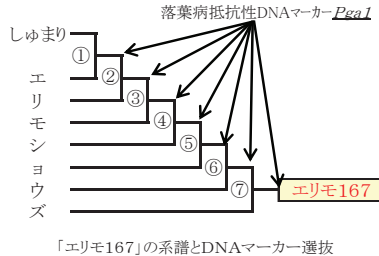 落葉病抵抗性DNAマーカーPga1
しゅまり
①
エリモショウズ
②
③
④
⑤
⑥
⑦
エリモ167
「エリモ167」の系譜とDNAマーカー選抜